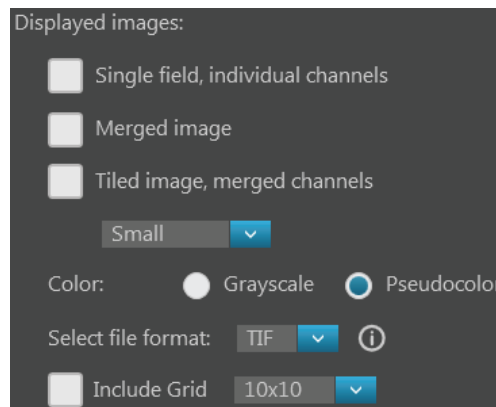 Displayed images:
Single field, individual channels
Merged image
Tiled image, merged channels
Small
Color: Grayscale Pseudocolor
Select file format: TIF
Include Grid 10x10